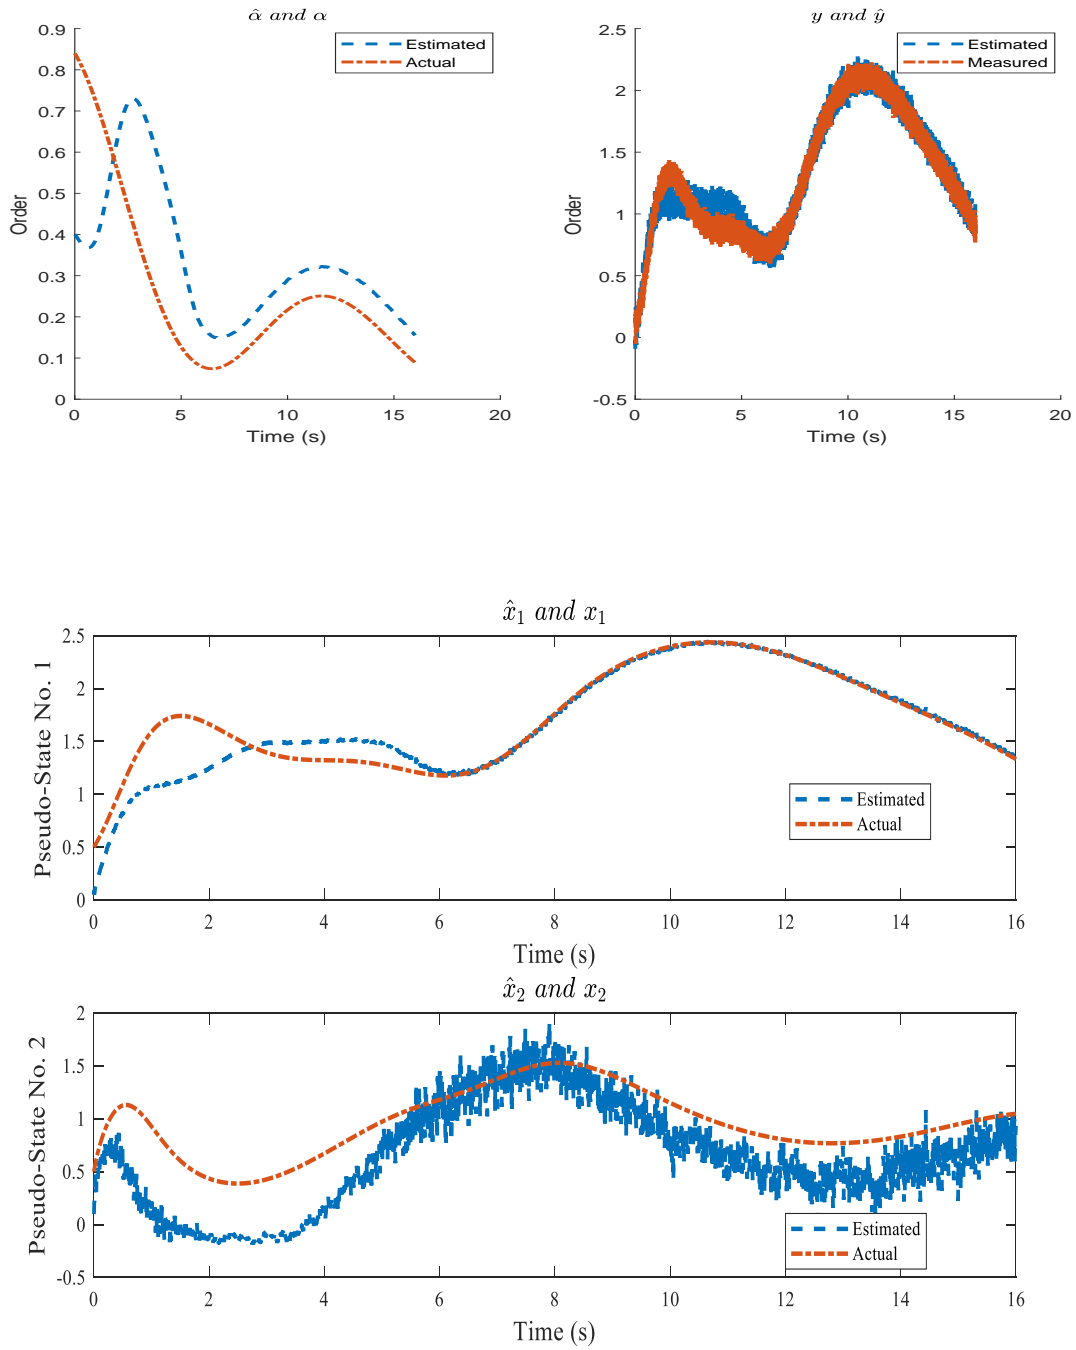 α̂ and α
0.9
0.8
0.7
0.6
0.5
0.4
0.3
0.2
0.1
0
Order
Estimated
Actual
0 5 10 15 20
Time (s)
y and ŷ
2.5
2
1.5
1
0.5
0
-0.5
Order
Estimated
Measured
0 5 10 15 20
Time (s)
x̂₁ and x₁
2.5
2
1.5
1
0.5
0
Pseudo-State No. 1
Estimated
Actual
0 2 4 6 8 10 12 14 16
Time (s)
x̂₂ and x₂
2
1.5
1
0.5
0
-0.5
Pseudo-State No. 2
Estimated
Actual
0 2 4 6 8 10 12 14 16
Time (s)